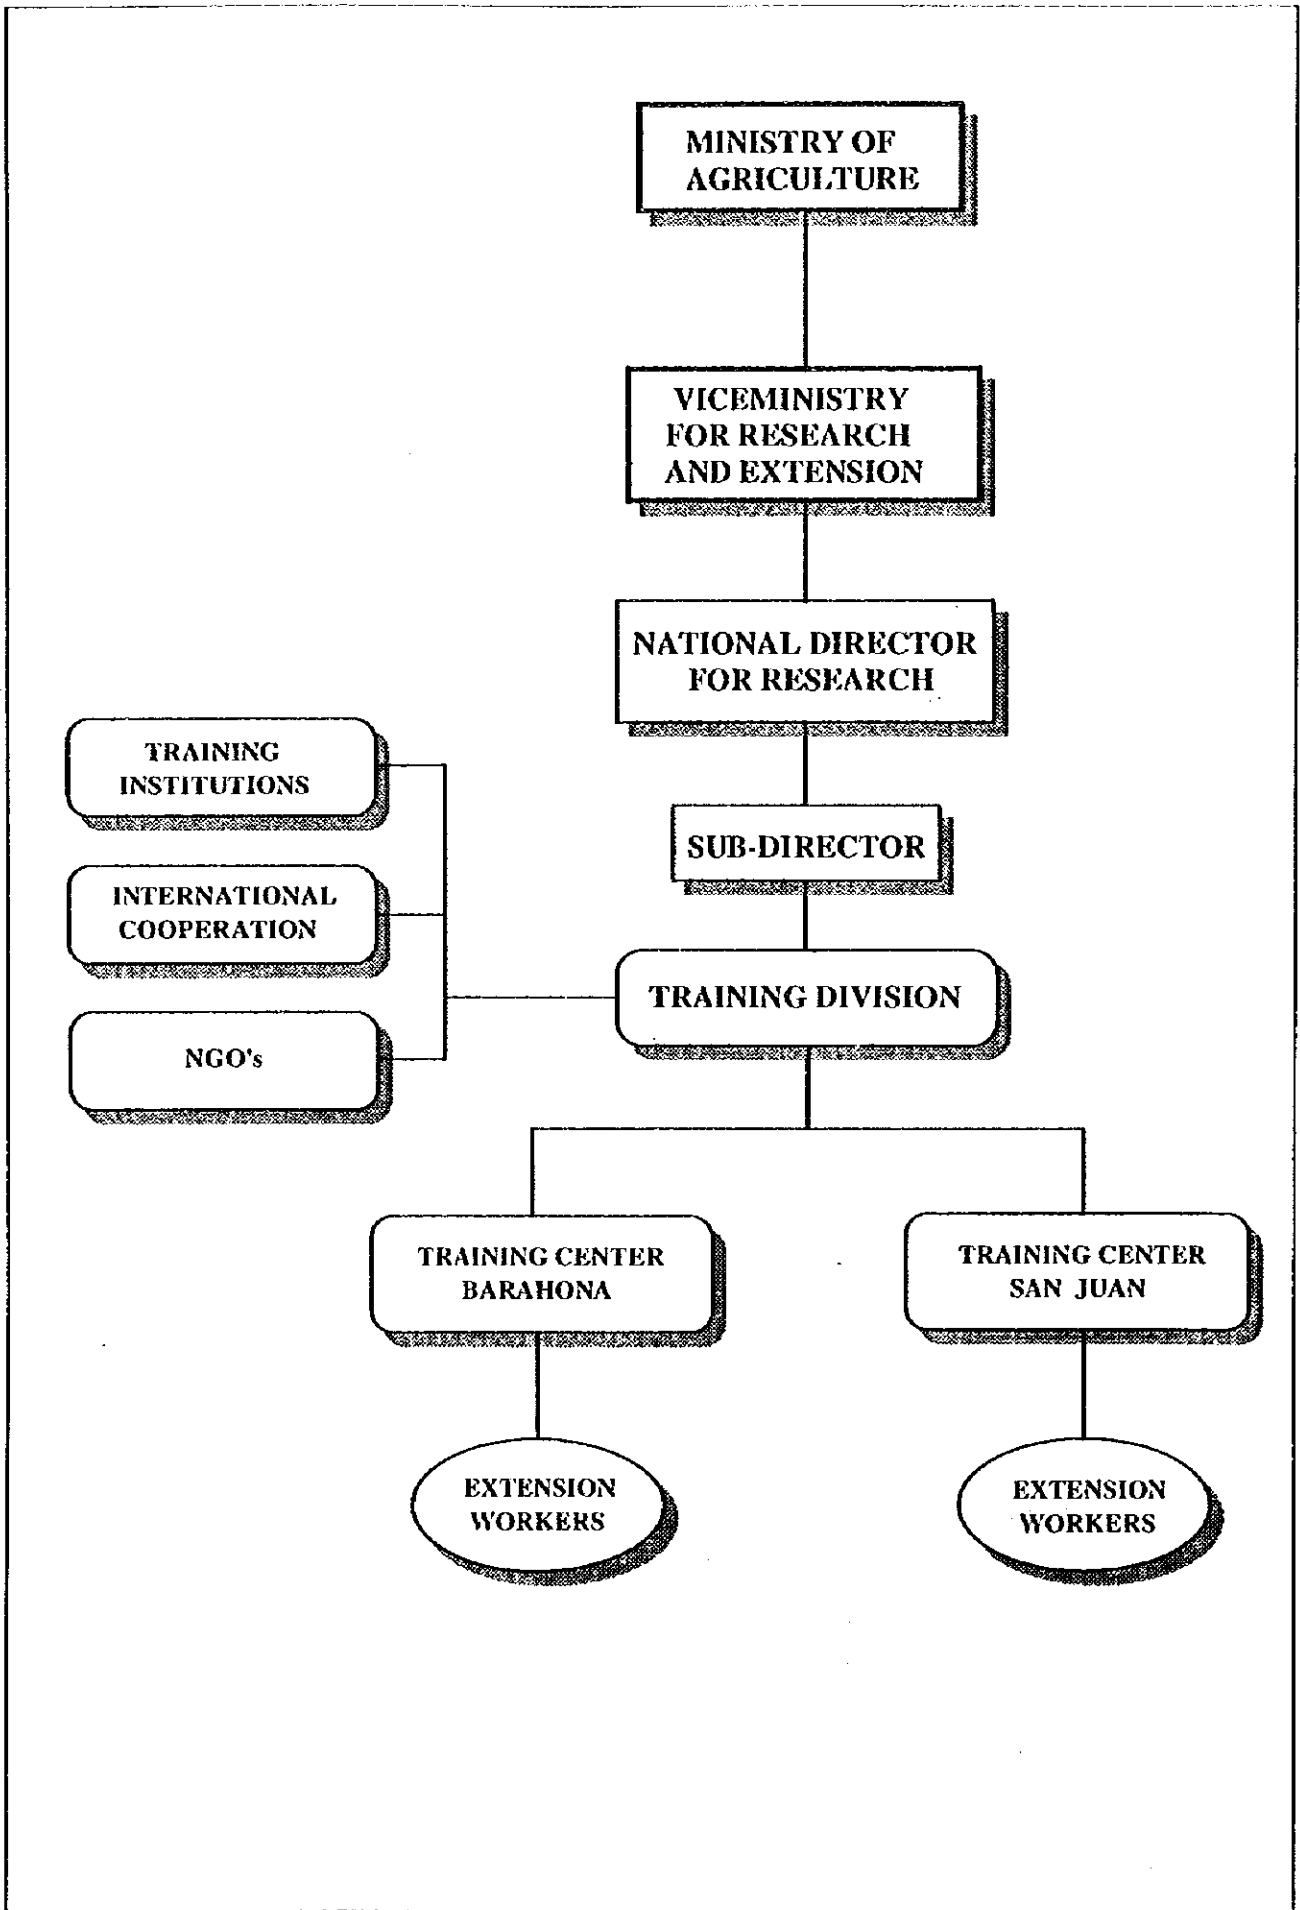 MINISTRY OF
AGRICULTURE
VICEMINISTRY
FOR RESEARCH
AND EXTENSION
NATIONAL DIRECTOR
FOR RESEARCH
TRAINING
INSTITUTIONS
SUB-DIRECTOR
INTERNATIONAL
COOPERATION
TRAINING DIVISION
NGO's
TRAINING CENTER
BARAHONA
TRAINING CENTER
SAN JUAN
EXTENSION
WORKERS
EXTENSION
WORKERS